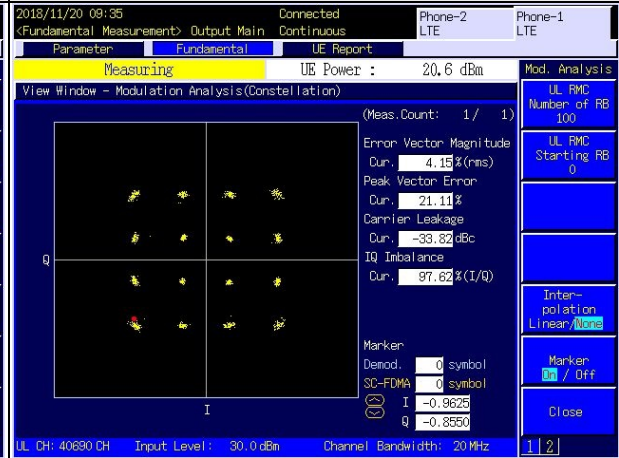 2018/11/20 09:35 Connected Phone-2 Phone-1
<Fundamental Measurement> Output Main Continuous LTE LTE
Parameter Fundamental UE Report
Measuring UE Power : 20.6 dBm Mod. Analysis
View Window - Modulation Analysis(Constellation)
(Meas.Count: 1/ 1)
Error Vector Magnitude
Cur. 4.15 %(rms)
Peak Vector Error
Cur. 21.11 %
Carrier Leakage
Cur. -33.82 dBc
IQ Imbalance
Cur. 97.62 %(I/Q)
Q
I
Marker
Demod. 0 symbol
SC-FDMA 0 symbol
I -0.9625
Q -0.8550
UL RMC
Number of RB
100
UL RMC
Starting RB
0
Inter-
polation
Linear/None
Marker
On / Off
Close
UL CH: 40690 CH Input Level: 30.0 dBm Channel Bandwidth: 20 MHz 1 2